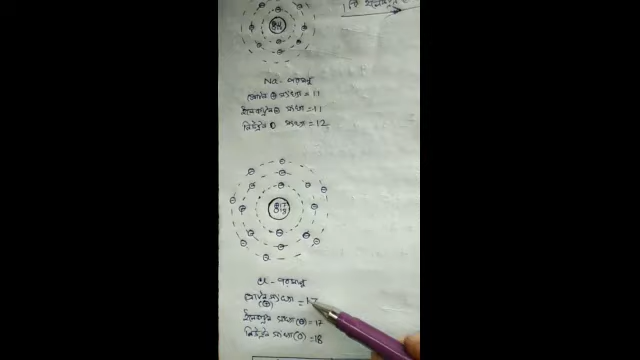 Na - পরমাণু
প্রোটন ⊕ সংখ্যা = 11
ইলেকট্রন ⊖ সংখ্যা = 11
নিউট্রন O সংখ্যা = 12
Cl - পরমাণু
প্রোটন সংখ্যা = 17
(⊕)
ইলেকট্রন সংখ্যা (⊖) = 17
নিউট্রন সংখ্যা (O) = 18